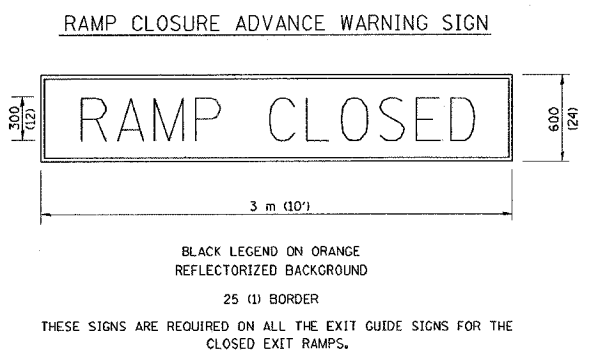 RAMP CLOSURE ADVANCE WARNING SIGN
RAMP CLOSED
300
(12)
600
(24)
3 m (10')
BLACK LEGEND ON ORANGE
REFLECTORIZED BACKGROUND
25 (1) BORDER
THESE SIGNS ARE REQUIRED ON ALL THE EXIT GUIDE SIGNS FOR THE
CLOSED EXIT RAMPS.